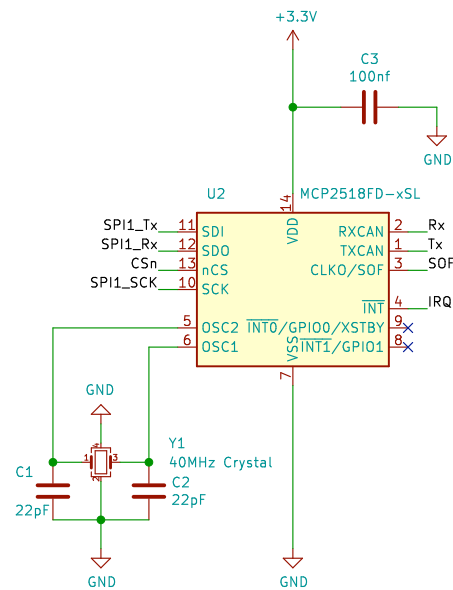 +3.3V
C3
100nf
GND
U2
MCP2518FD-xSL
14
VDD
SPI1_Tx 11 SDI
RXCAN 2 Rx
SPI1_Rx 12 SDO
TXCAN 1 Tx
CSn 13 nCS
CLKO/SOF 3 SOF
SPI1_SCK 10 SCK
INT 4 IRQ
5 OSC2
INT0/GPIO0/XSTBY 9
6 OSC1
INT1/GPIO1 8
VSS
7
GND
Y1
40MHz Crystal
4
1
3
2
C1
22pF
C2
22pF
GND
GND